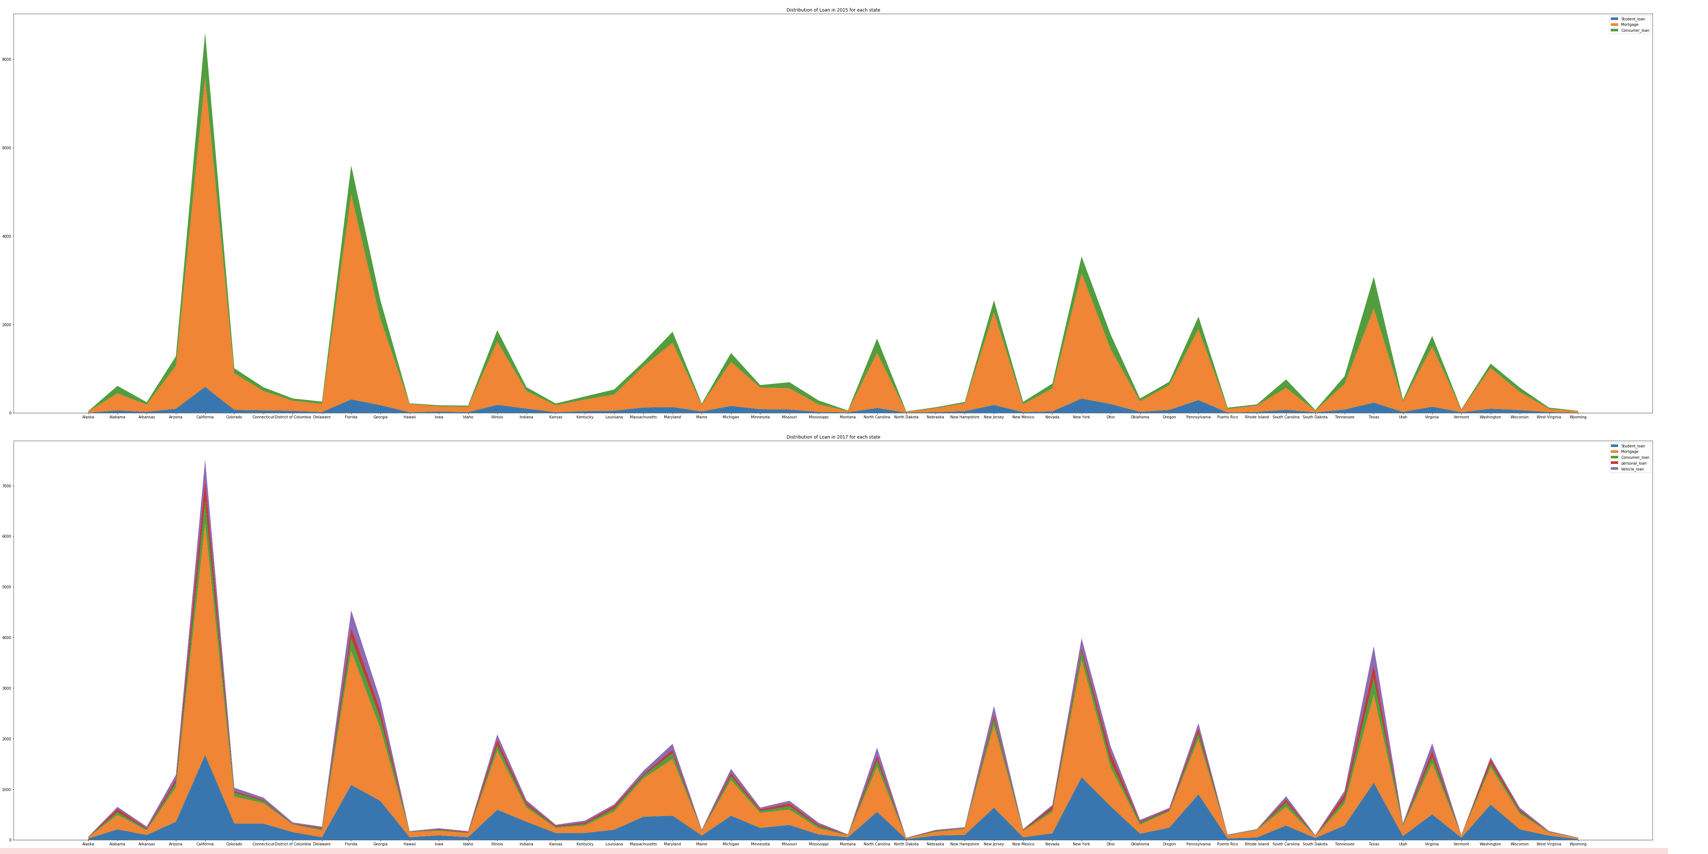 Distribution of Loan in 2015 for each state
Student_loan
Mortgage
Consumer_loan
8000
6000
4000
2000
0
Alaska Alabama Arkansas Arizona California Colorado Connecticut District of Columbia Delaware Florida Georgia Hawaii Iowa Idaho Illinois Indiana Kansas Kentucky Louisiana Massachusetts Maryland Maine Michigan Minnesota Missouri Mississippi Montana North Carolina North Dakota Nebraska New Hampshire New Jersey New Mexico Nevada New York Ohio Oklahoma Oregon Pennsylvania Puerto Rico Rhode Island South Carolina South Dakota Tennessee Texas Utah Virginia Vermont Washington Wisconsin West Virginia Wyoming
Distribution of Loan in 2017 for each state
Student_loan
Mortgage
Consumer_loan
personal_loan
Vehicle_loan
7000
6000
5000
4000
3000
2000
1000
0
Alaska Alabama Arkansas Arizona California Colorado Connecticut District of Columbia Delaware Florida Georgia Hawaii Iowa Idaho Illinois Indiana Kansas Kentucky Louisiana Massachusetts Maryland Maine Michigan Minnesota Missouri Mississippi Montana North Carolina North Dakota Nebraska New Hampshire New Jersey New Mexico Nevada New York Ohio Oklahoma Oregon Pennsylvania Puerto Rico Rhode Island South Carolina South Dakota Tennessee Texas Utah Virginia Vermont Washington Wisconsin West Virginia Wyoming